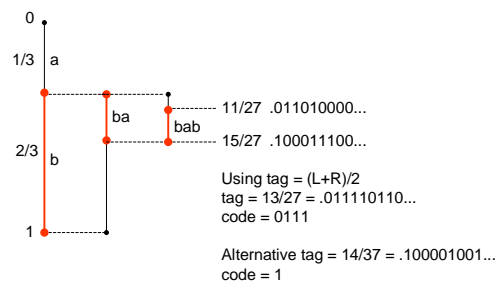 0
1/3 a
ba
bab
11/27 .011010000...
15/27 .100011100...
2/3 b
1
Using tag = (L+R)/2
tag = 13/27 = .011110110...
code = 0111
Alternative tag = 14/37 = .100001001...
code = 1